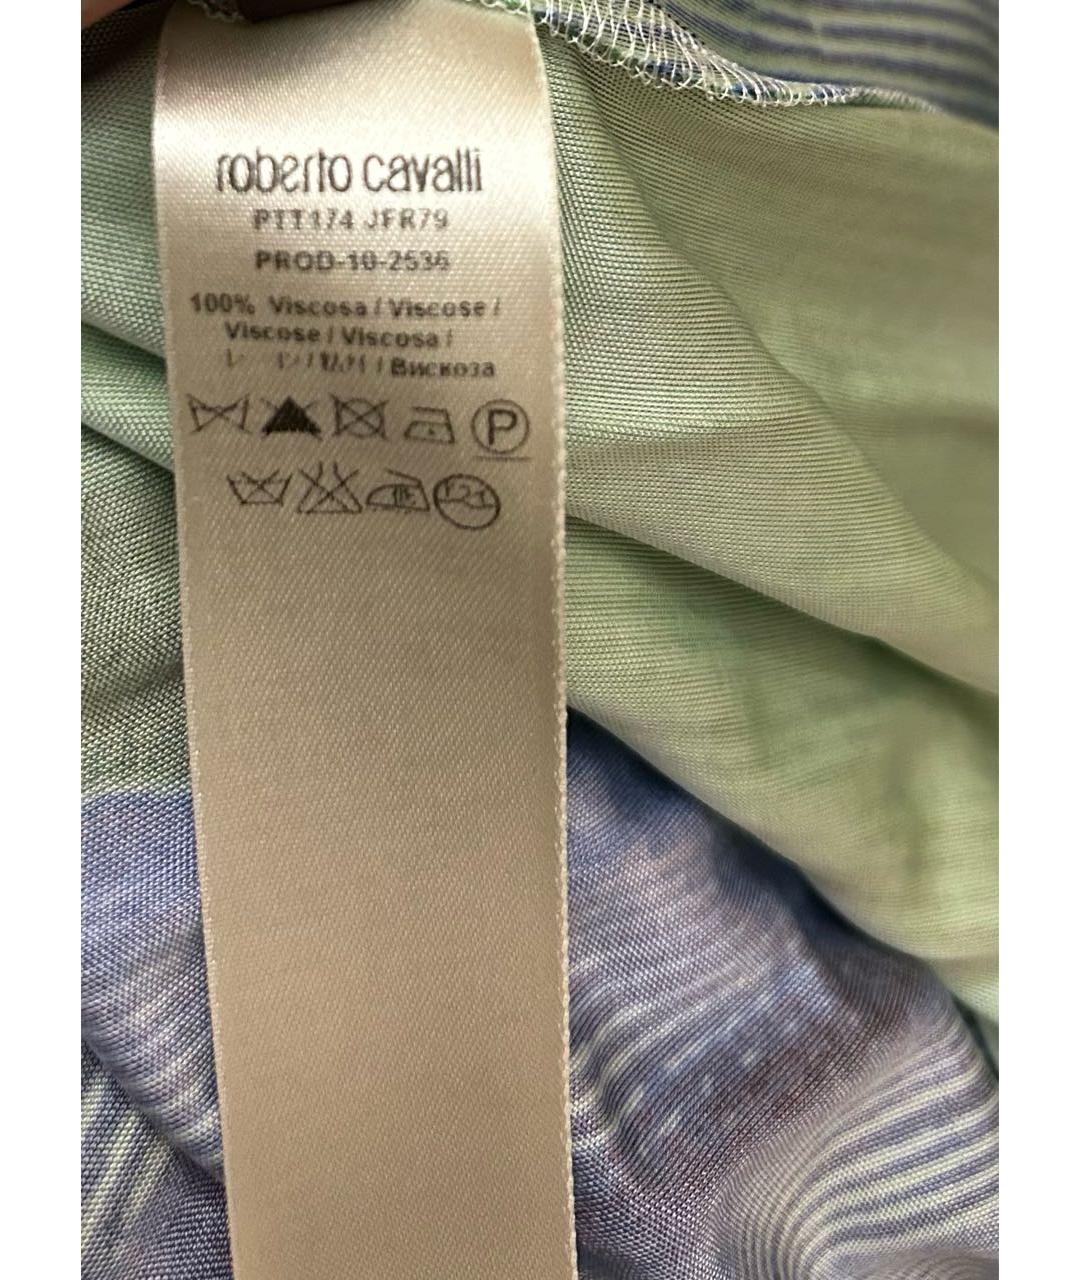 roberto cavalli
PTT174 JFR79
PROD-10-2536
100% Viscosa / Viscose /
Viscose / Viscosa /
/ Вискоза
P